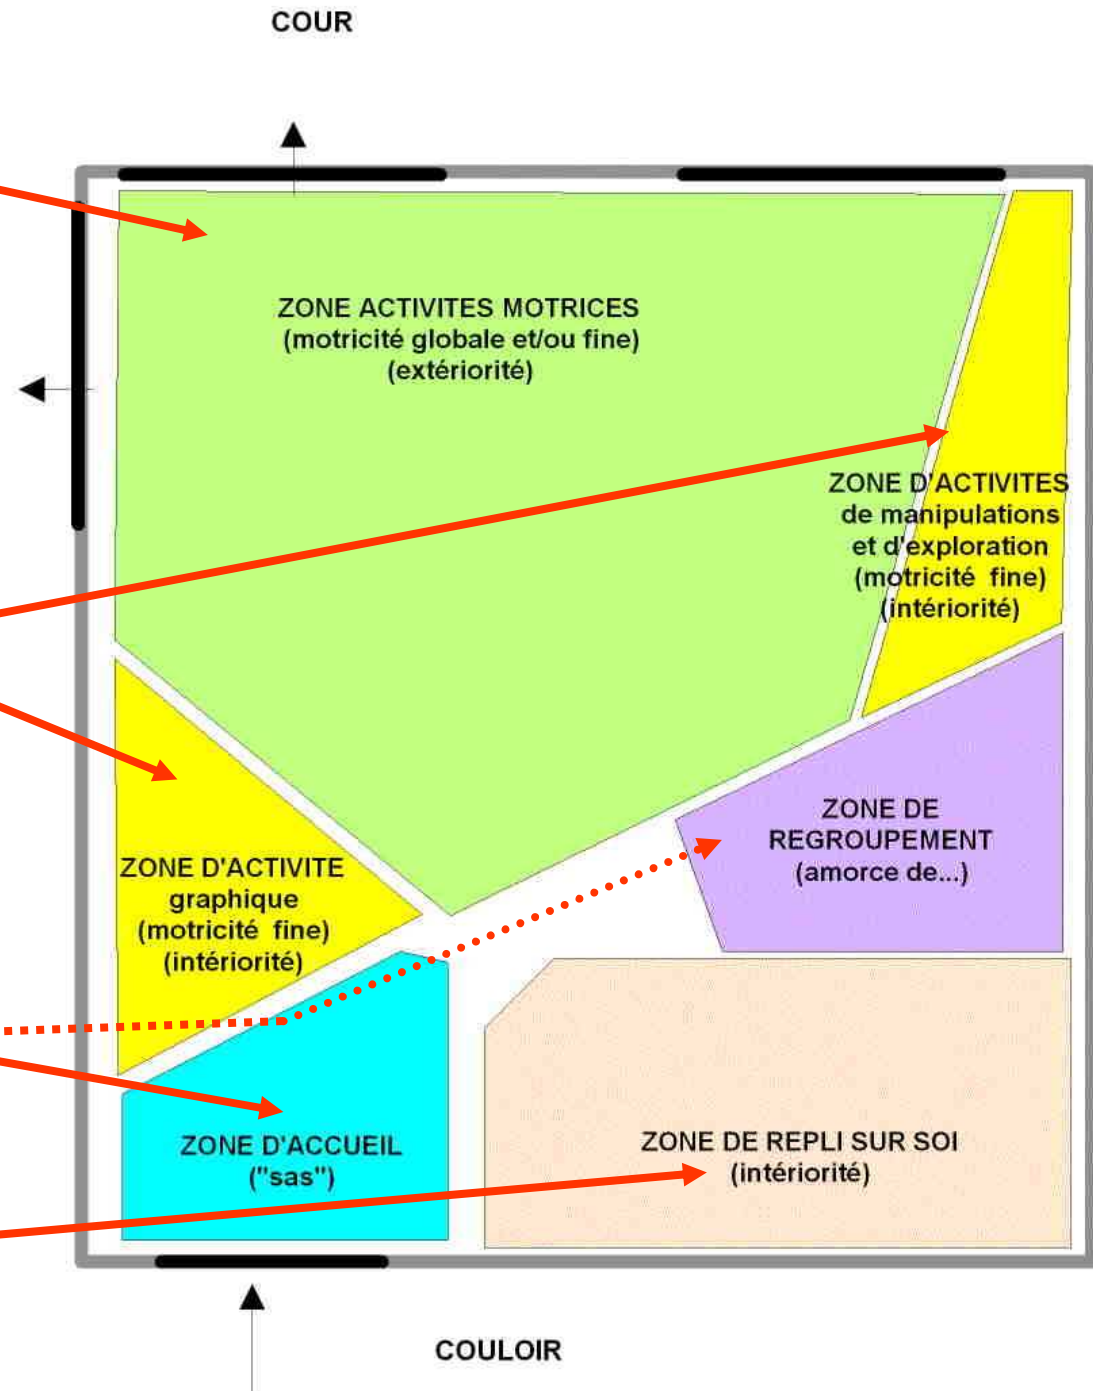 COUR
ZONE ACTIVITES MOTRICES
(motricité globale et/ou fine)
(extériorité)
ZONE D'ACTIVITES
de manipulations
et d'exploration
(motricité fine)
(intériorité)
ZONE DE
REGROUPEMENT
(amorce de...)
ZONE D'ACTIVITE
graphique
(motricité fine)
(intériorité)
ZONE D'ACCUEIL
("sas")
ZONE DE REPLI SUR SOI
(intériorité)
COULOIR